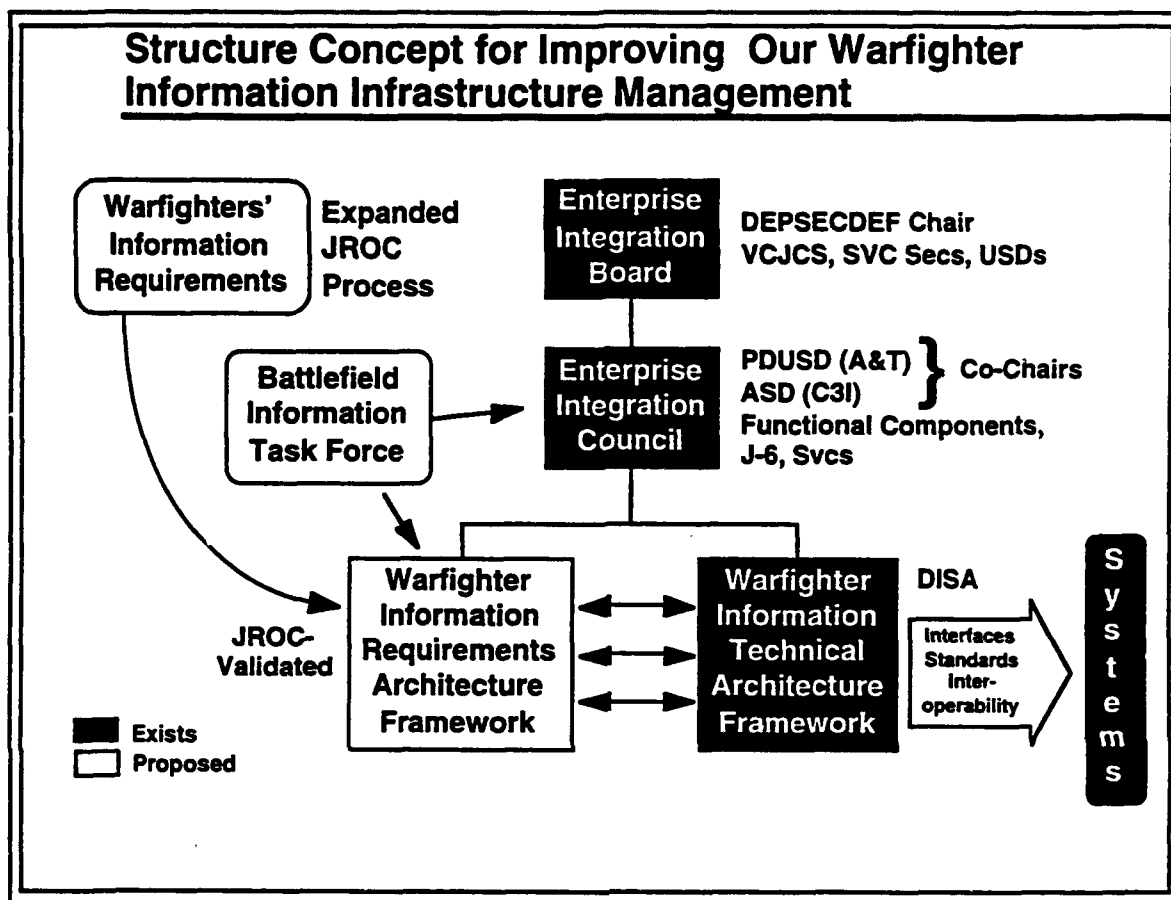 Structure Concept for Improving Our Warfighter
Information Infrastructure Management
Warfighters'
Information
Requirements
Expanded
JROC
Process
Enterprise
Integration
Board
DEPSECDEF Chair
VCJCS, SVC Secs, USDs
Battlefield
Information
Task Force
Enterprise
Integration
Council
PDUSD (A&T)
ASD (C3I)
} Co-Chairs
Functional Components,
J-6, Svcs
JROC-
Validated
Warfighter
Information
Requirements
Architecture
Framework
Warfighter
Information
Technical
Architecture
Framework
DISA
Interfaces
Standards
Inter-
operability
Systems
Exists
Proposed